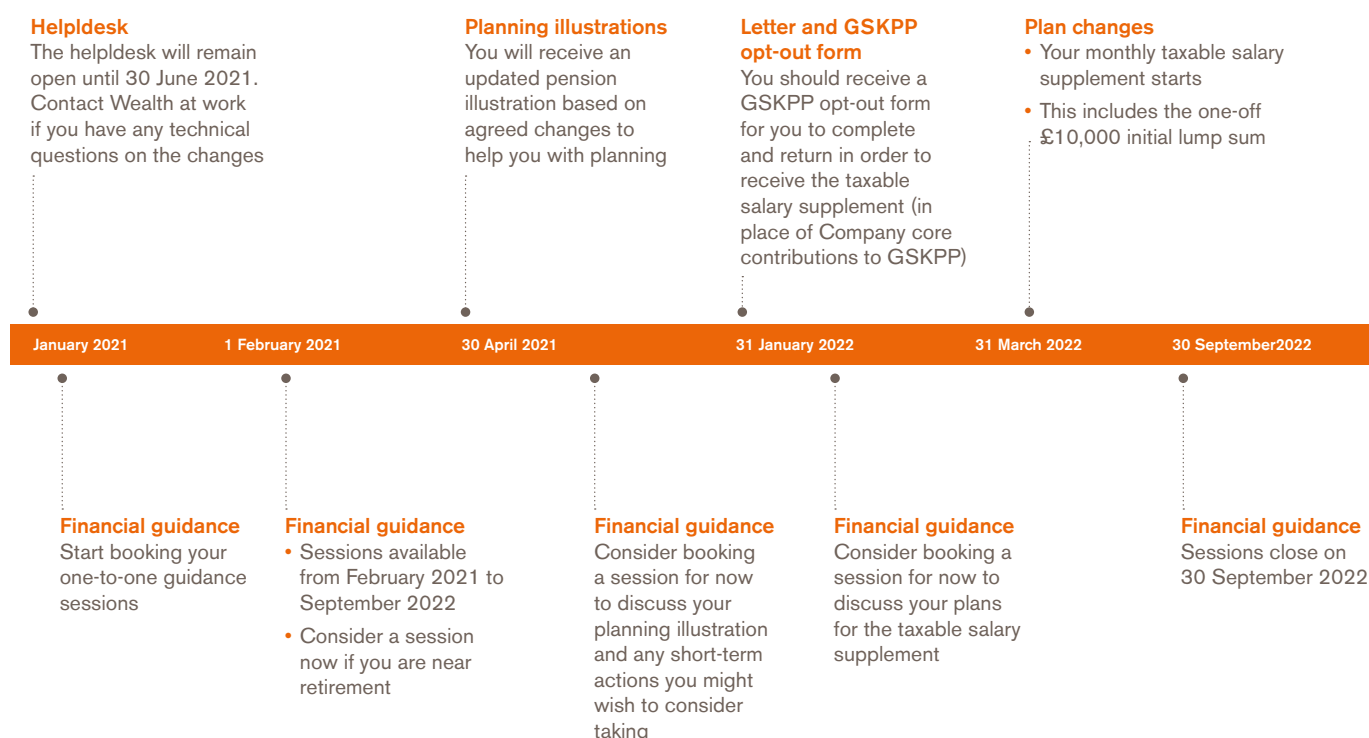 Helpldesk
The helpldesk will remain
open until 30 June 2021.
Contact Wealth at work
if you have any technical
questions on the changes
Planning illustrations
You will receive an
updated pension
illustration based on
agreed changes to
help you with planning
Letter and GSKPP
opt-out form
You should receive a
GSKPP opt-out form
for you to complete
and return in order to
receive the taxable
salary supplement (in
place of Company core
contributions to GSKPP)
Plan changes
• Your monthly taxable salary
supplement starts
• This includes the one-off
£10,000 initial lump sum
January 2021
1 February 2021
30 April 2021
31 January 2022
31 March 2022
30 September2022
Financial guidance
Start booking your
one-to-one guidance
sessions
Financial guidance
• Sessions available
from February 2021 to
September 2022
• Consider a session
now if you are near
retirement
Financial guidance
Consider booking
a session for now
to discuss your
planning illustration
and any short-term
actions you might
wish to consider
taking
Financial guidance
Consider booking a
session for now to
discuss your plans
for the taxable salary
supplement
Financial guidance
Sessions close on
30 September 2022